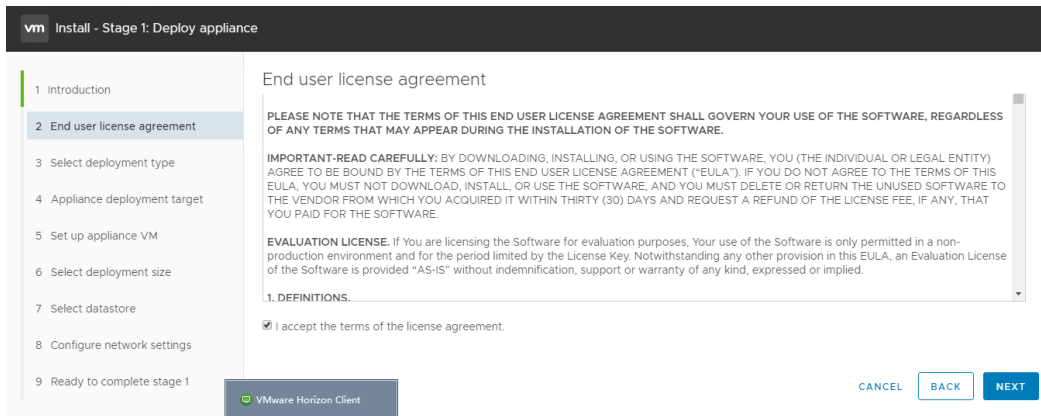 vm Install - Stage 1: Deploy appliance
1 Introduction
2 End user license agreement
3 Select deployment type
4 Appliance deployment target
5 Set up appliance VM
6 Select deployment size
7 Select datastore
8 Configure network settings
9 Ready to complete stage 1
End user license agreement
PLEASE NOTE THAT THE TERMS OF THIS END USER LICENSE AGREEMENT SHALL GOVERN YOUR USE OF THE SOFTWARE, REGARDLESS
OF ANY TERMS THAT MAY APPEAR DURING THE INSTALLATION OF THE SOFTWARE.
IMPORTANT-READ CAREFULLY: BY DOWNLOADING, INSTALLING, OR USING THE SOFTWARE, YOU (THE INDIVIDUAL OR LEGAL ENTITY)
AGREE TO BE BOUND BY THE TERMS OF THIS END USER LICENSE AGREEMENT (“EULA”). IF YOU DO NOT AGREE TO THE TERMS OF THIS
EULA, YOU MUST NOT DOWNLOAD, INSTALL, OR USE THE SOFTWARE, AND YOU MUST DELETE OR RETURN THE UNUSED SOFTWARE TO
THE VENDOR FROM WHICH YOU ACQUIRED IT WITHIN THIRTY (30) DAYS AND REQUEST A REFUND OF THE LICENSE FEE, IF ANY, THAT
YOU PAID FOR THE SOFTWARE.
EVALUATION LICENSE. If You are licensing the Software for evaluation purposes, Your use of the Software is only permitted in a non-
production environment and for the period limited by the License Key. Notwithstanding any other provision in this EULA, an Evaluation License
of the Software is provided “AS-IS” without indemnification, support or warranty of any kind, expressed or implied.
1. DEFINITIONS.
I accept the terms of the license agreement.
CANCEL BACK NEXT
VMware Horizon Client